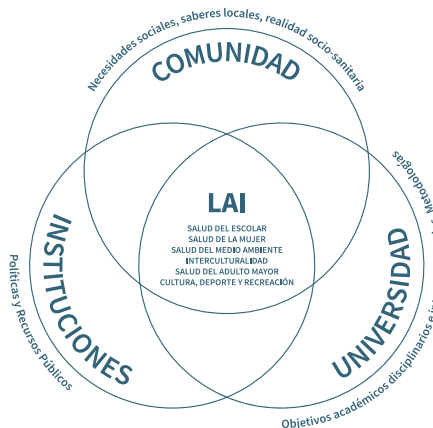 Necesidades sociales, saberes locales, realidad socio-sanitaria
COMUNIDAD
LAI
SALUD DEL ESCOLAR
SALUD DE LA MUJER
SALUD DEL MEDIO AMBIENTE
INTERCULTURALIDAD
SALUD DEL ADULTO MAYOR
CULTURA, DEPORTE Y RECREACIÓN
INSTITUCIONES
Políticas y Recursos Públicos
UNIVERSIDAD
Objetivos académicos disciplinarios e
Metodologías